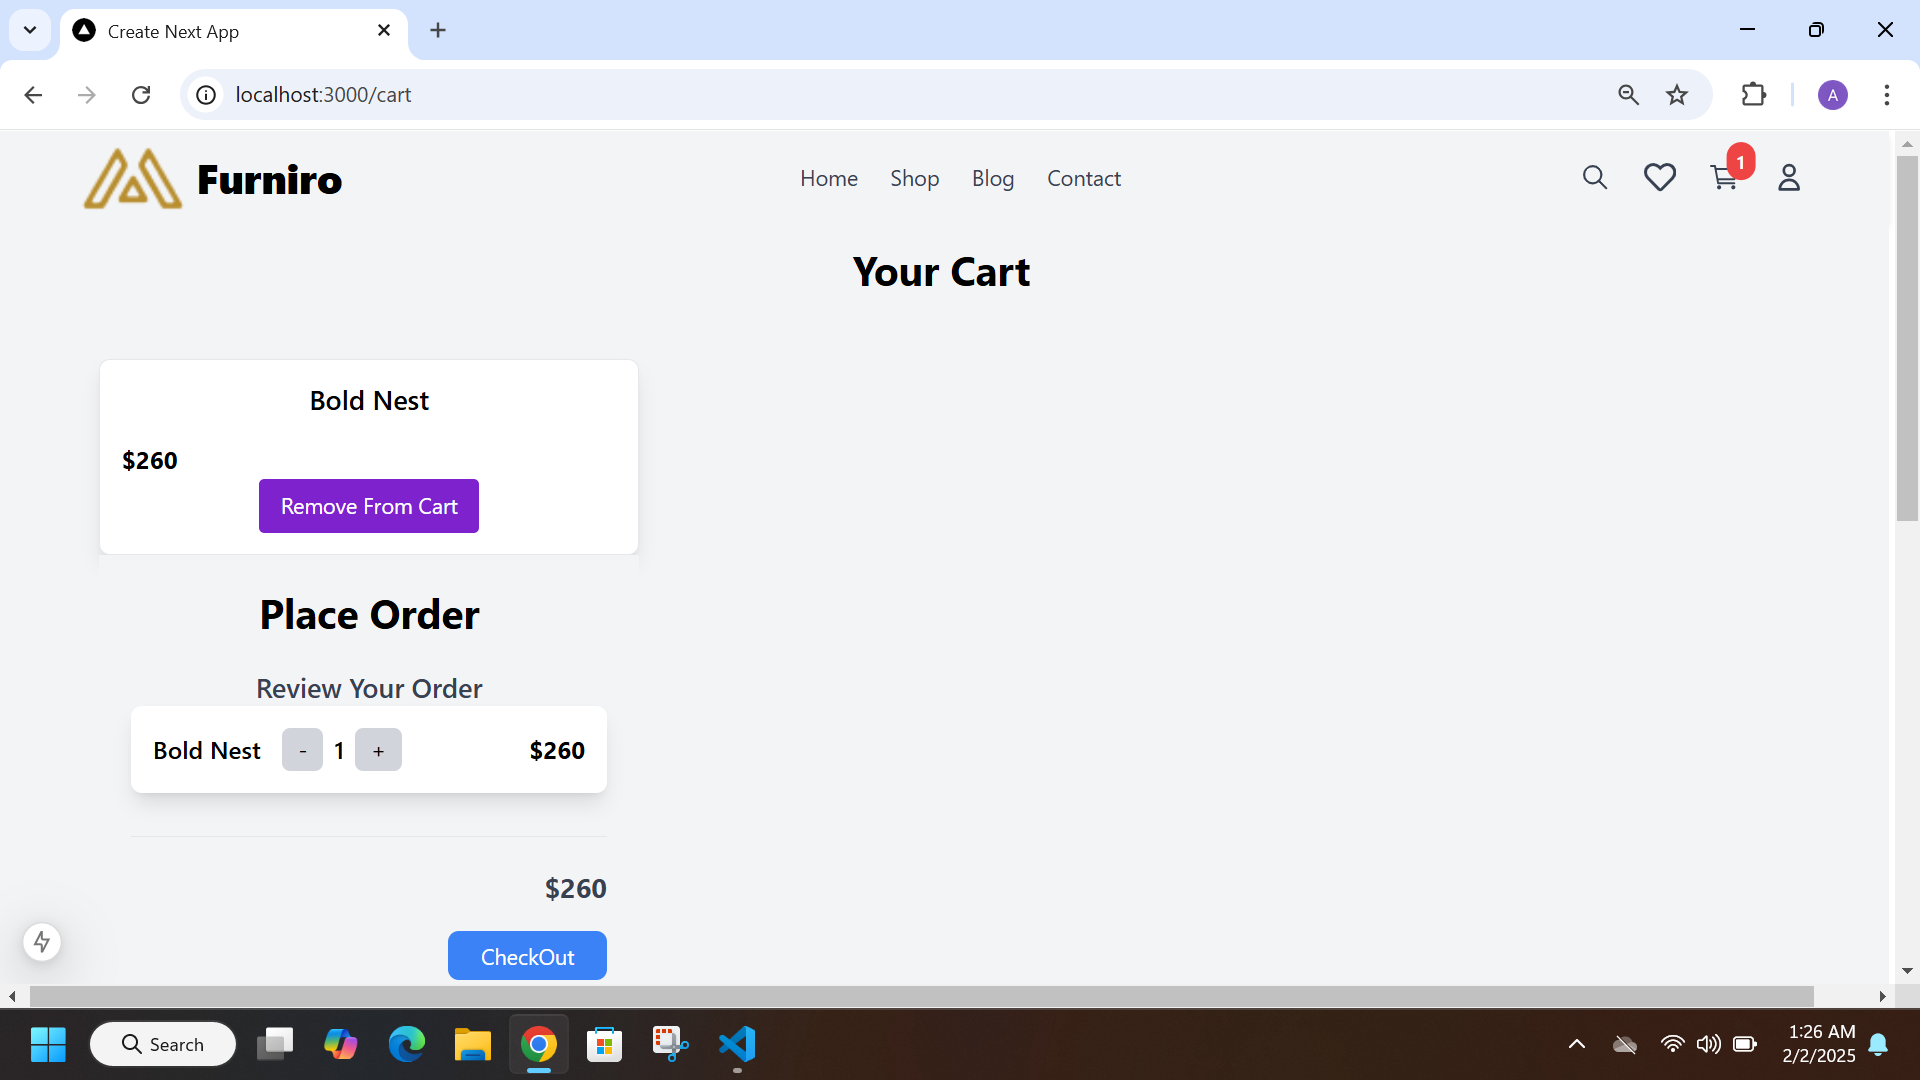 Create Next App
localhost:3000/cart
A
Furniro
Home Shop Blog Contact
1
Your Cart
Bold Nest
$260
Remove From Cart
Place Order
Review Your Order
Bold Nest - 1 + $260
$260
CheckOut
Search
1:26 AM
2/2/2025